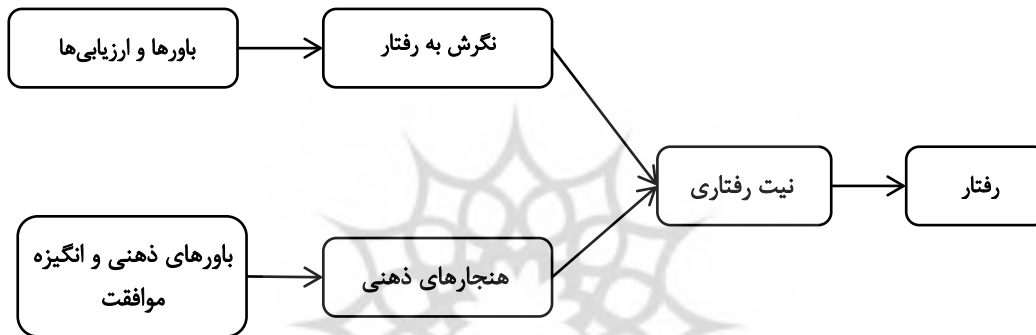 باورها و ارزیابی‌ها
نگرش به رفتار
نیت رفتاری
رفتار
باورهای ذهنی و انگیزه
موافقت
هنجارهای ذهنی